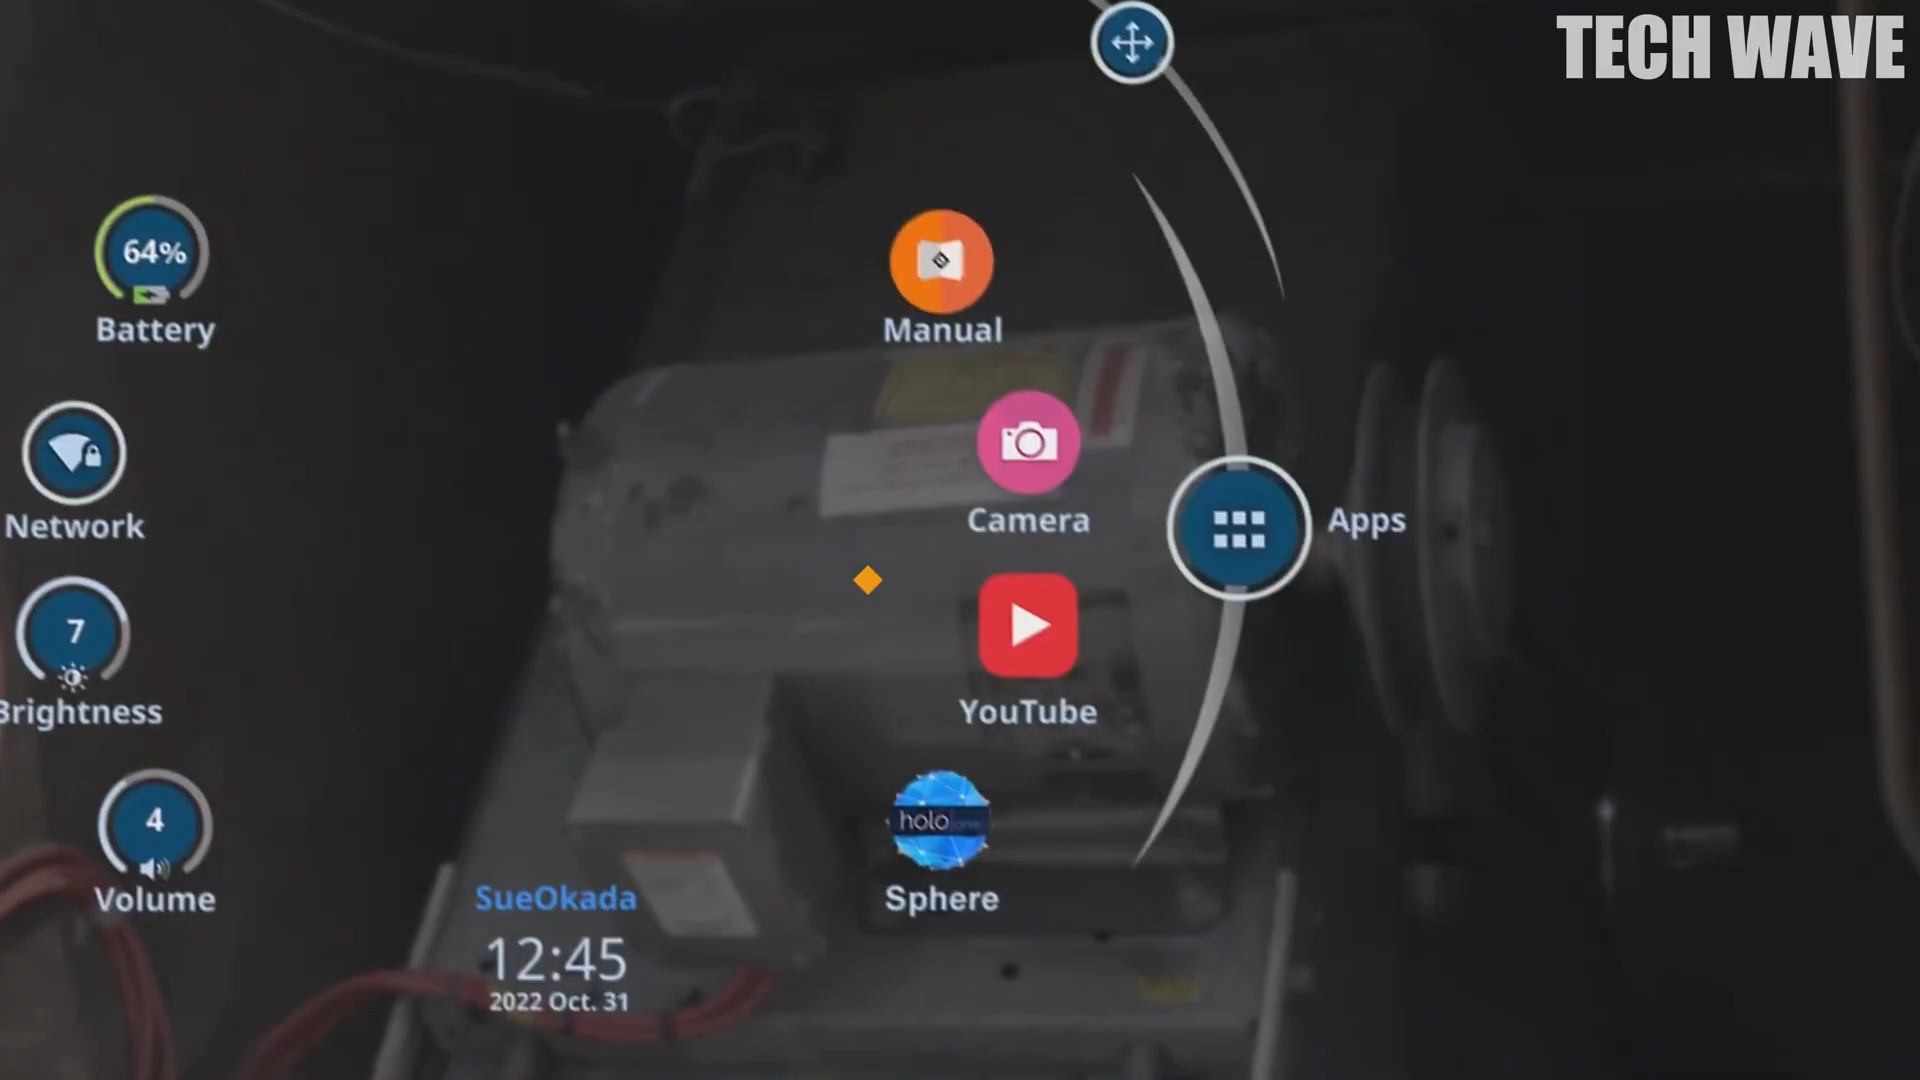 TECH WAVE
64%
Battery
Manual
Network
Camera
Apps
7
Brightness
YouTube
4
holo
Volume
Sphere
SueOkada
12:45
2022 Oct. 31